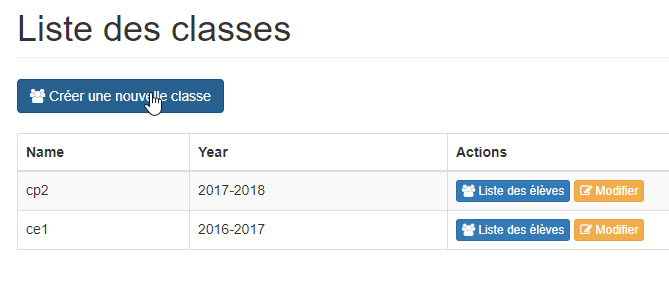 Liste des classes
Créer une nouvelle classe
Name Year Actions
cp2 2017-2018 Liste des élèves Modifier
ce1 2016-2017 Liste des élèves Modifier